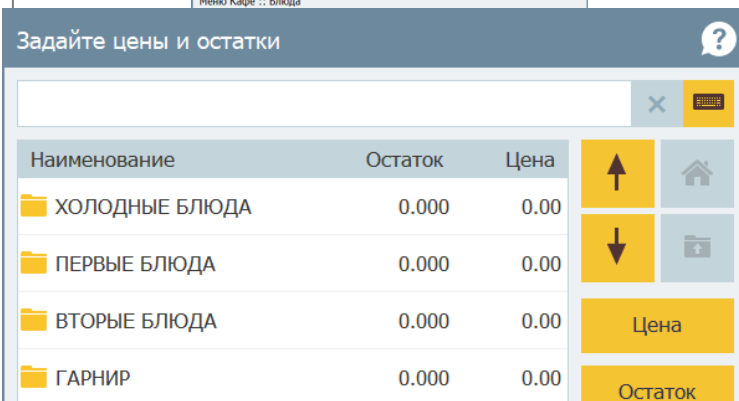 Меню Кафе :: Блюда
Задайте цены и остатки
?
Наименование Остаток Цена
ХОЛОДНЫЕ БЛЮДА 0.000 0.00
ПЕРВЫЕ БЛЮДА 0.000 0.00
ВТОРЫЕ БЛЮДА 0.000 0.00
ГАРНИР 0.000 0.00
Цена
Остаток